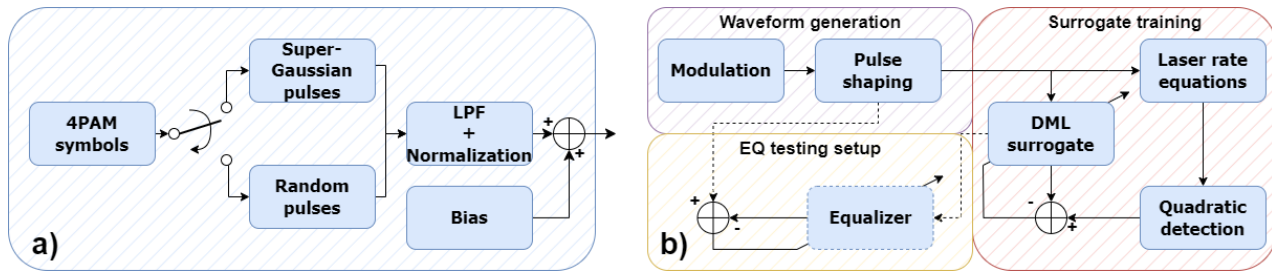 Super-
Gaussian
pulses
4PAM
symbols
LPF
+
Normalization
+
+
Random
pulses
Bias
a)
Waveform generation
Surrogate training
Modulation
Pulse
shaping
Laser rate
equations
DML
surrogate
EQ testing setup
+
-
Equalizer
-
+
Quadratic
detection
b)